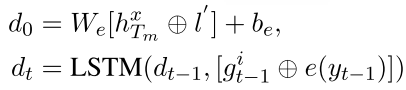 d_0 = W_e[h^x_{T_m} ⊕ l'] + b_e,
d_t = LSTM(d_{t−1}, [g^i_{t−1} ⊕ e(y_{t−1})])